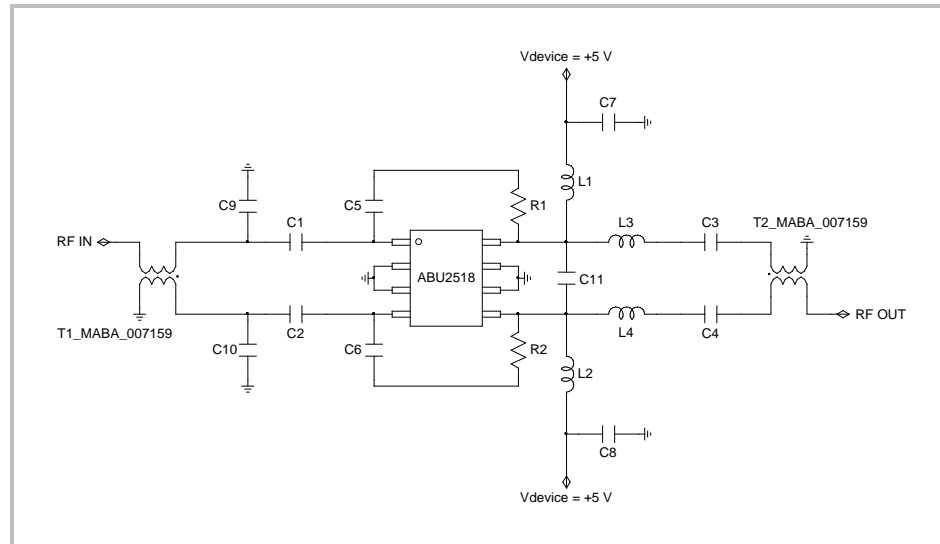 Vdevice = +5 V
C7
L1
C9
C1
C5
R1
L3
C3
T2_MABA_007159
RF IN
ABU2518
C11
RF OUT
T1_MABA_007159
C10
C2
C6
R2
L4
C4
L2
C8
Vdevice = +5 V